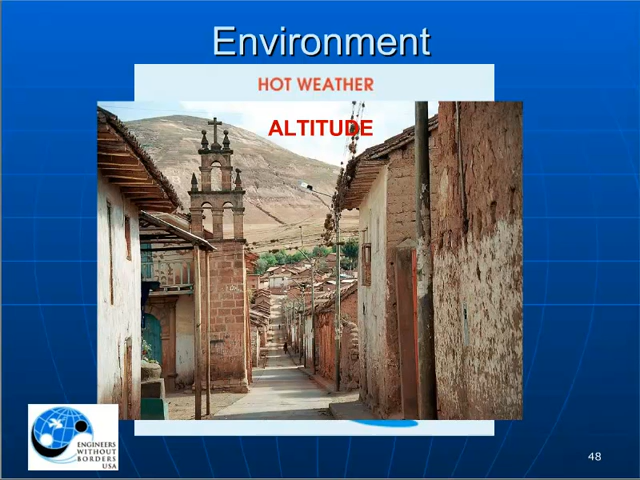 Environment
HOT WEATHER
ALTITUDE
ENGINEERS
WITHOUT
BORDERS
USA
48